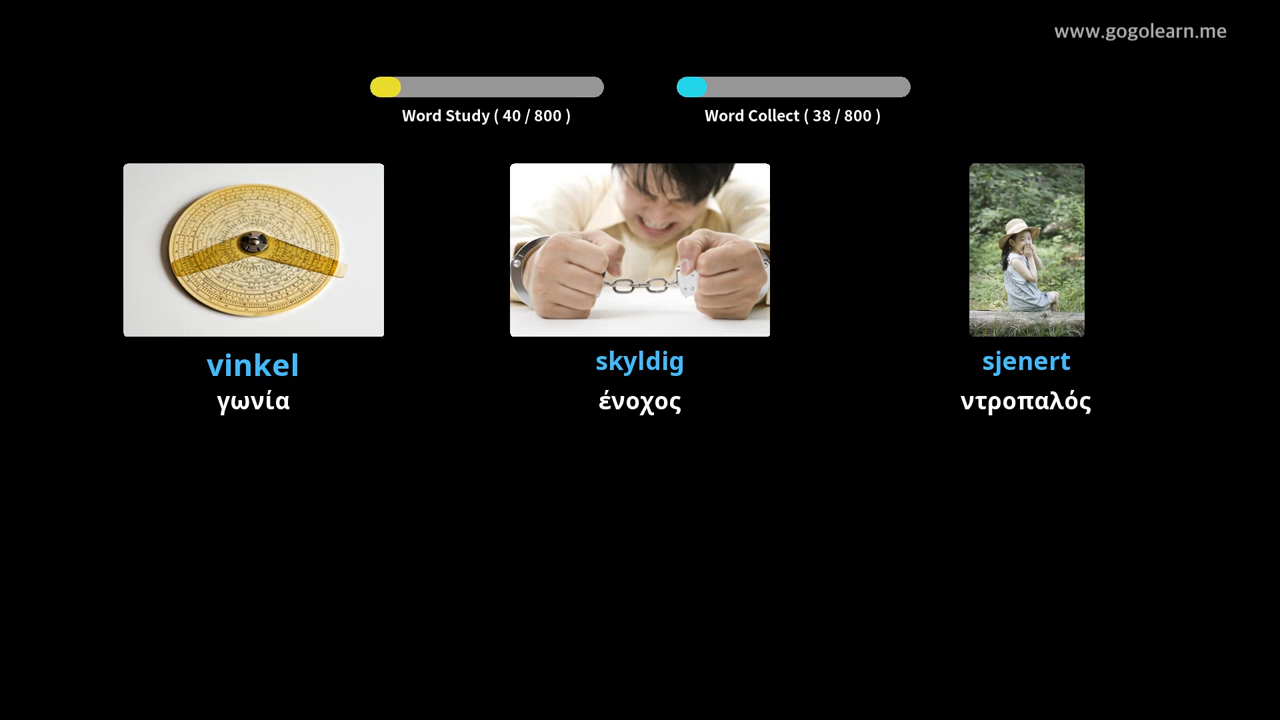 www.gogolearn.me
Word Study ( 40 / 800 )
Word Collect ( 38 / 800 )
vinkel
γωνία
skyldig
ένοχος
sjenert
ντροπαλός